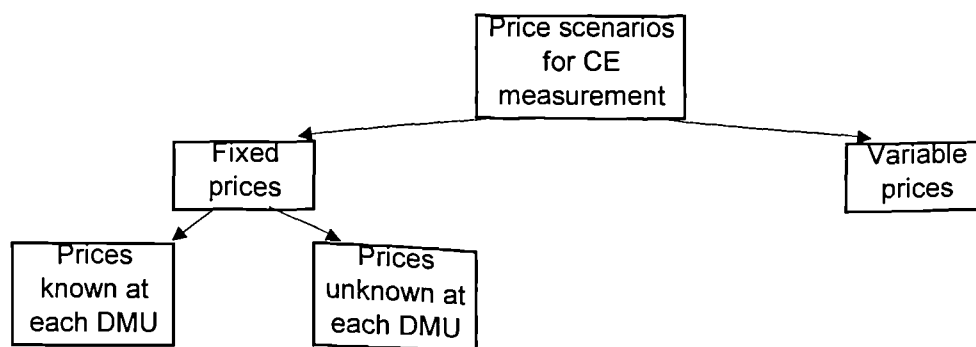 Price scenarios
for CE
measurement
Fixed
prices
Variable
prices
Prices
known at
each DMU
Prices
unknown at
each DMU